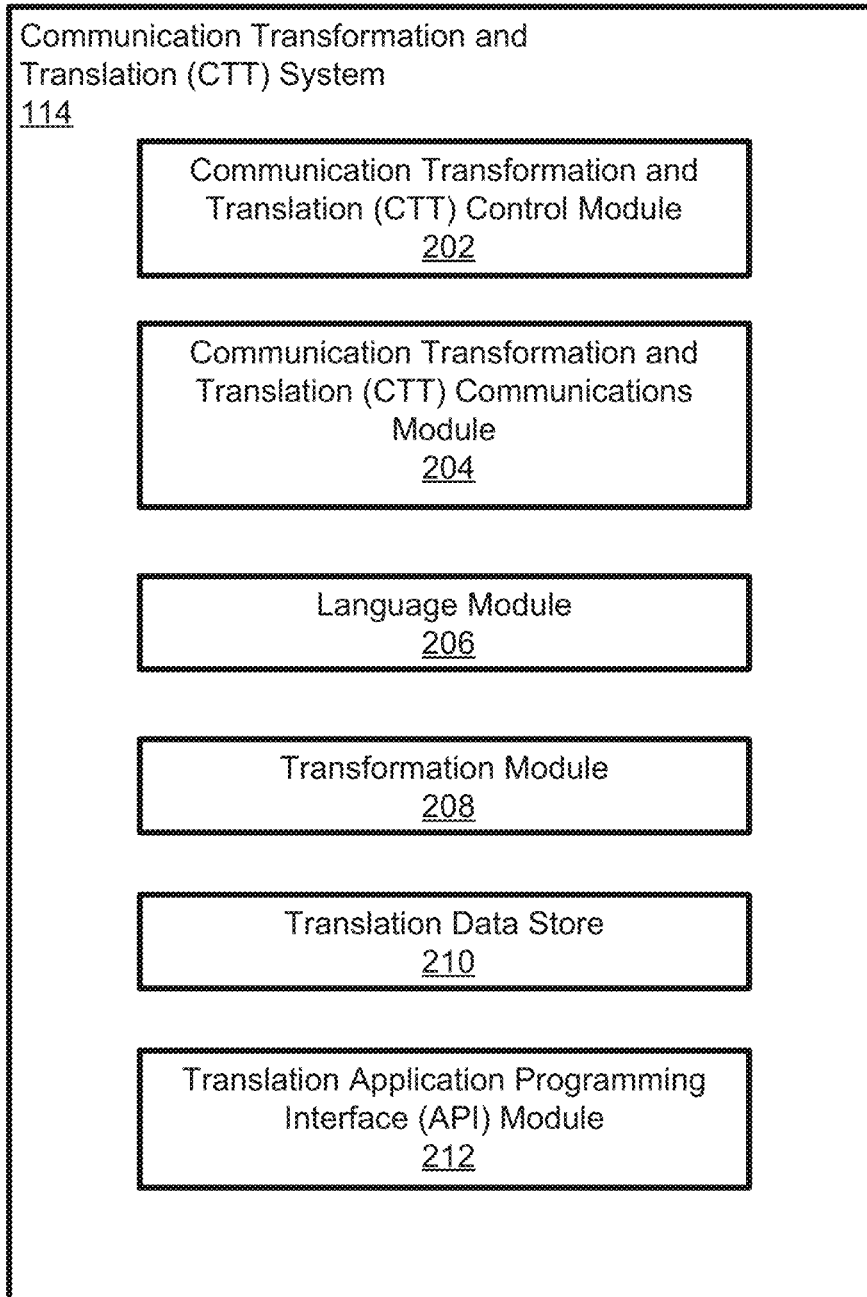 Communication Transformation and
Translation (CTT) System
114
Communication Transformation and
Translation (CTT) Control Module
202
Communication Transformation and
Translation (CTT) Communications
Module
204
Language Module
206
Transformation Module
208
Translation Data Store
210
Translation Application Programming
Interface (API) Module
212